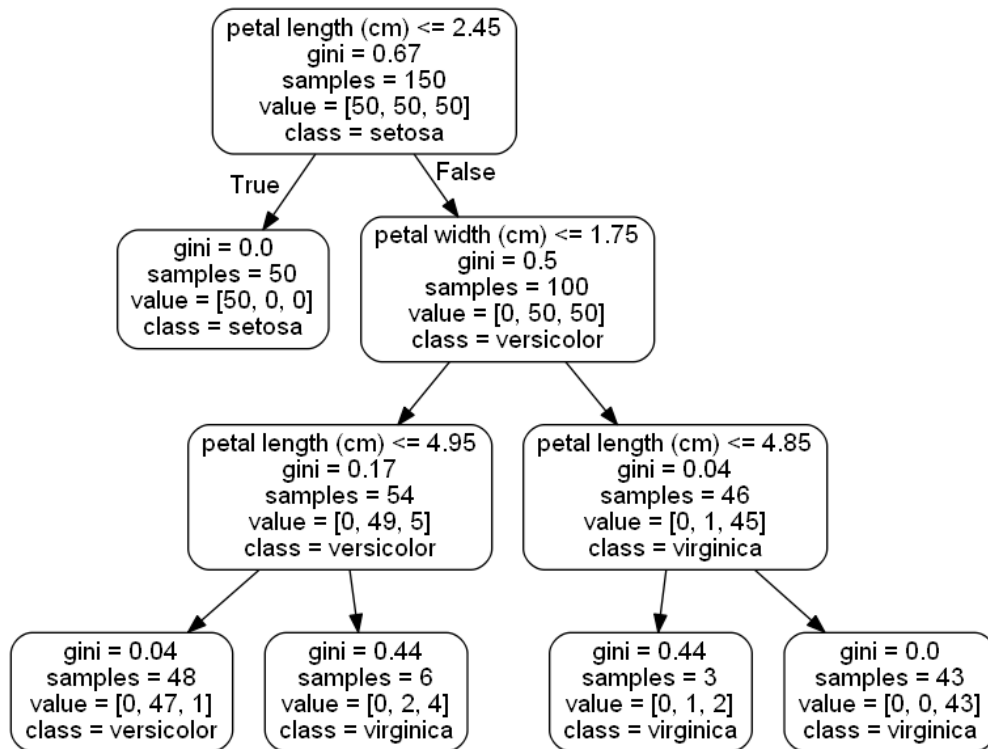 petal length (cm) <= 2.45
gini = 0.67
samples = 150
value = [50, 50, 50]
class = setosa
True
False
gini = 0.0
samples = 50
value = [50, 0, 0]
class = setosa
petal width (cm) <= 1.75
gini = 0.5
samples = 100
value = [0, 50, 50]
class = versicolor
petal length (cm) <= 4.95
gini = 0.17
samples = 54
value = [0, 49, 5]
class = versicolor
petal length (cm) <= 4.85
gini = 0.04
samples = 46
value = [0, 1, 45]
class = virginica
gini = 0.04
samples = 48
value = [0, 47, 1]
class = versicolor
gini = 0.44
samples = 6
value = [0, 2, 4]
class = virginica
gini = 0.44
samples = 3
value = [0, 1, 2]
class = virginica
gini = 0.0
samples = 43
value = [0, 0, 43]
class = virginica